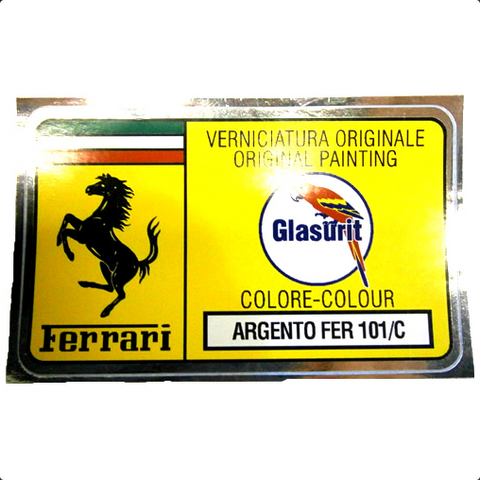 VERNICIATURA ORIGINALE
ORIGINAL PAINTING
Glasurit
COLORE-COLOUR
ARGENTO FER 101/C
Ferrari